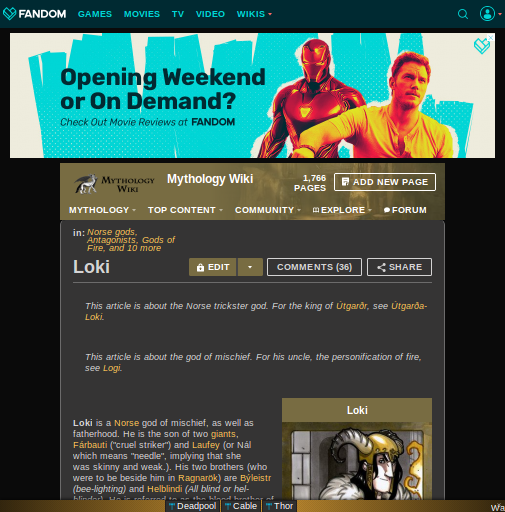 FANDOM GAMES MOVIES TV VIDEO WIKIS
Opening Weekend
or On Demand?
Check Out Movie Reviews at FANDOM
Mythology
Wiki
Mythology Wiki
1,766
PAGES
ADD NEW PAGE
MYTHOLOGY TOP CONTENT COMMUNITY EXPLORE FORUM
in: Norse gods,
Antagonists, Gods of
Fire, and 10 more
Loki
EDIT COMMENTS (36) SHARE
This article is about the Norse trickster god. For the king of Útgarðr, see Útgarða-
Loki.
This article is about the god of mischief. For his uncle, the personification of fire,
see Logi.
Loki
Loki is a Norse god of mischief, as well as
fatherhood. He is the son of two giants,
Fárbauti ("cruel striker") and Laufey (or Nál
which means "needle", implying that she
was skinny and weak.). His two brothers (who
were to be beside him in Ragnarök) are Býleistr
(bee-lighting) and Helblindi (All blind or hel-
blinder). He is referred to as the blood brother of
Deadpool Cable Thor
Wa